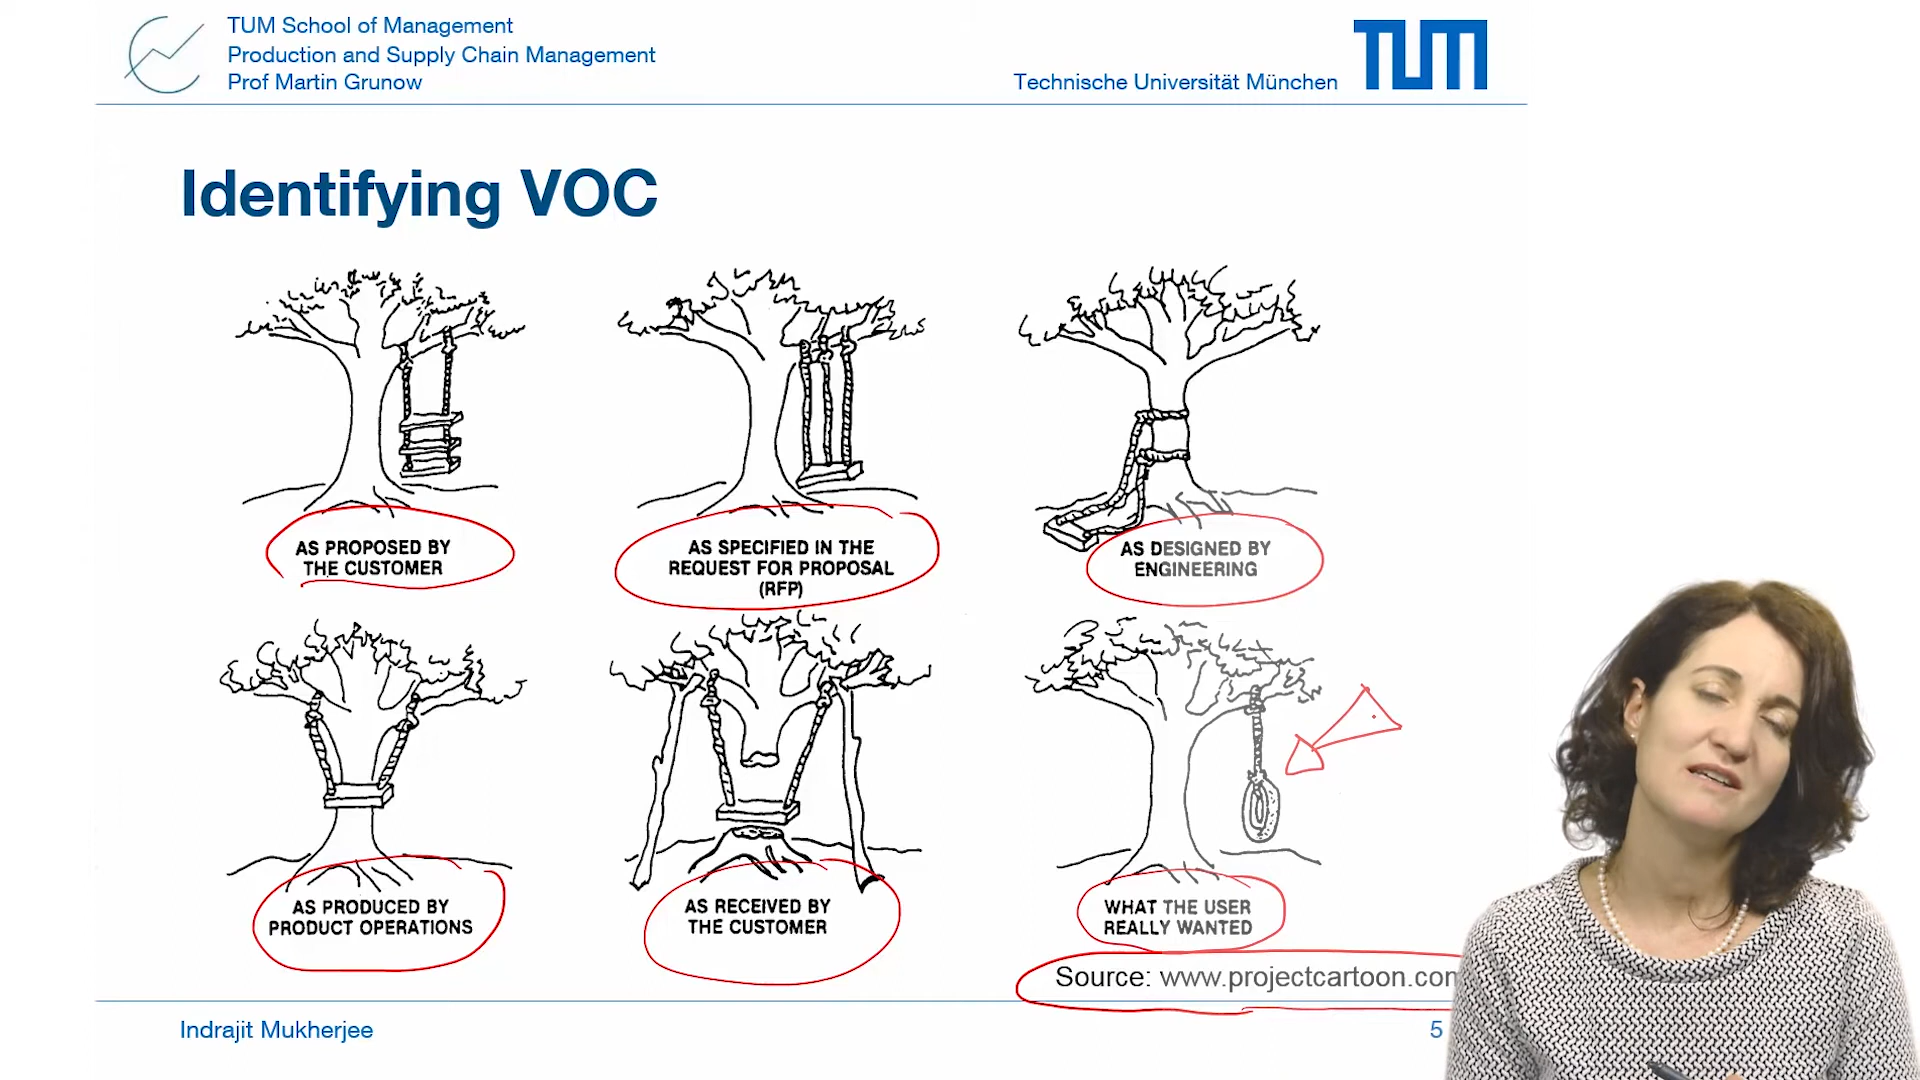 TUM School of Management
Production and Supply Chain Management
Prof Martin Grunow
Technische Universität München
TUM
Identifying VOC
AS PROPOSED BY
THE CUSTOMER
AS SPECIFIED IN THE
REQUEST FOR PROPOSAL
(RFP)
AS DESIGNED BY
ENGINEERING
AS PRODUCED BY
PRODUCT OPERATIONS
AS RECEIVED BY
THE CUSTOMER
WHAT THE USER
REALLY WANTED
Source: www.projectcartoon.com
Indrajit Mukherjee
5